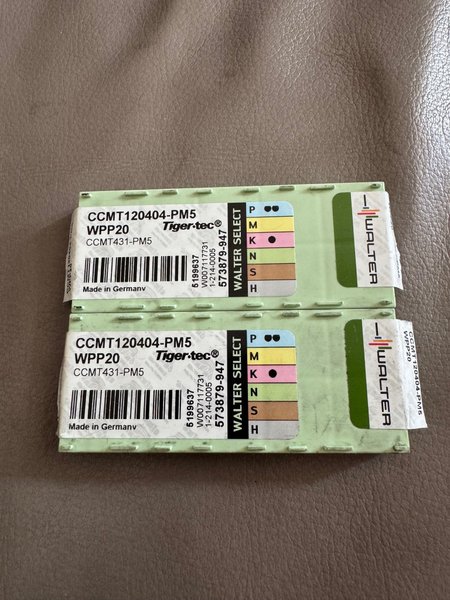 CCMT120404-PM5
WPP20 Tiger·tec®
CCMT431-PM5
Made in Germany
5199637
W007117731
1-214-0005
573879-947
WALTER SELECT
P
M
K
N
S
H
WALTER
CCMT120404-PM5
WPP20 Tiger·tec®
CCMT431-PM5
Made in Germany
5199637
W007117731
1-214-0005
573879-947
WALTER SELECT
P
M
K
N
S
H
WALTER
CCMT120404-PM5
WPP20